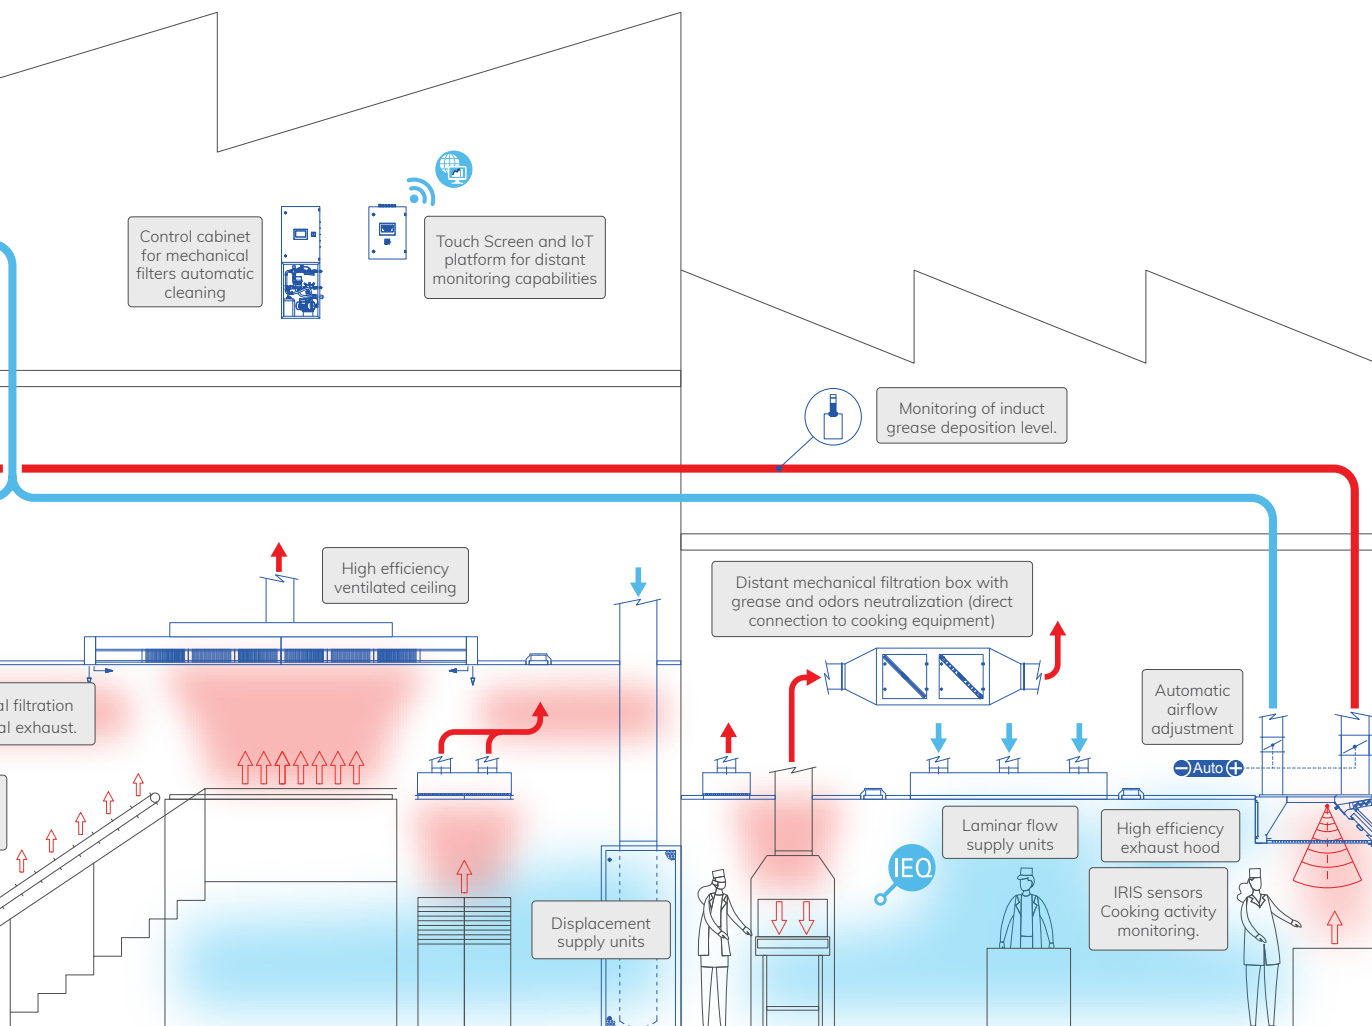 Control cabinet
for mechanical
filters automatic
cleaning
Touch Screen and IoT
platform for distant
monitoring capabilities
Monitoring of induct
grease deposition level.
High efficiency
ventilated ceiling
Distant mechanical filtration box with
grease and odors neutralization (direct
connection to cooking equipment)
filtration
exhaust.
Automatic
airflow
adjustment
Auto
Laminar flow
supply units
High efficiency
exhaust hood
IEQ
IRIS sensors
Cooking activity
monitoring.
Displacement
supply units